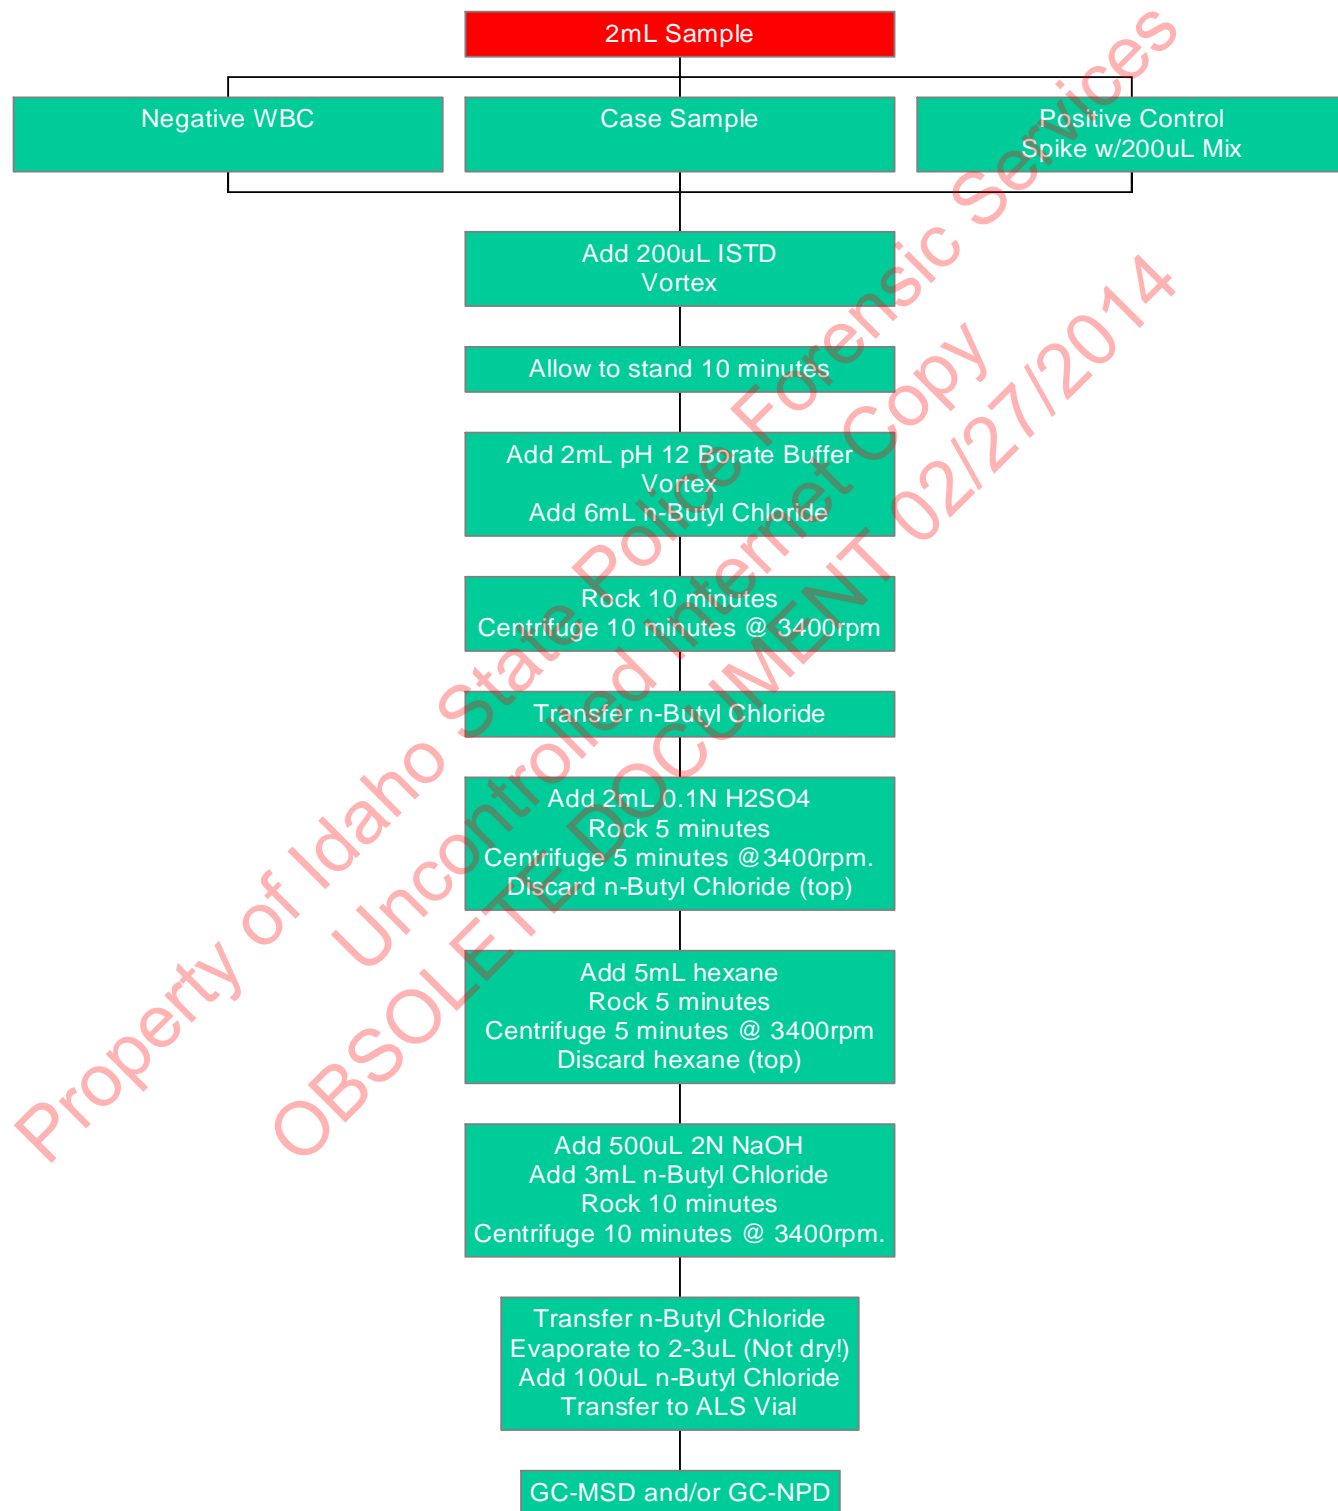 2mL Sample
Negative WBC
Case Sample
Positive Control
Spike w/200uL Mix
Add 200uL ISTD
Vortex
Allow to stand 10 minutes
Add 2mL pH 12 Borate Buffer
Vortex
Add 6mL n-Butyl Chloride
Rock 10 minutes
Centrifuge 10 minutes @ 3400rpm
Transfer n-Butyl Chloride
Add 2mL 0.1N H2SO4
Rock 5 minutes
Centrifuge 5 minutes @3400rpm.
Discard n-Butyl Chloride (top)
Add 5mL hexane
Rock 5 minutes
Centrifuge 5 minutes @ 3400rpm
Discard hexane (top)
Add 500uL 2N NaOH
Add 3mL n-Butyl Chloride
Rock 10 minutes
Centrifuge 10 minutes @ 3400rpm.
Transfer n-Butyl Chloride
Evaporate to 2-3uL (Not dry!)
Add 100uL n-Butyl Chloride
Transfer to ALS Vial
GC-MSD and/or GC-NPD
Property of Idaho State Police Forensic Services
Uncontrolled Internet Copy
OBSOLETE DOCUMENT 02/27/2014